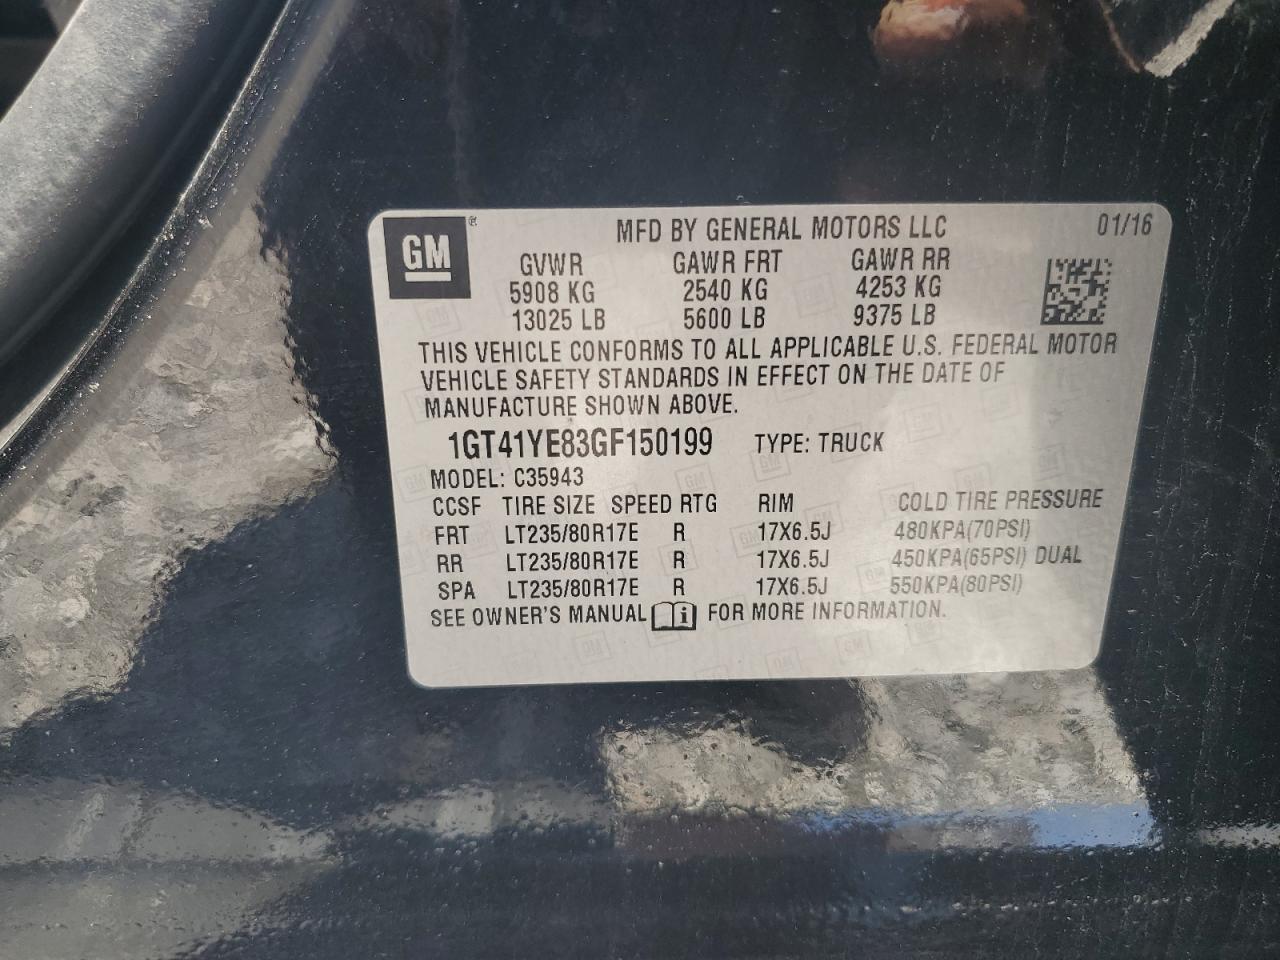 GM®
MFD BY GENERAL MOTORS LLC 01/16
GVWR GAWR FRT GAWR RR
5908 KG 2540 KG 4253 KG
13025 LB 5600 LB 9375 LB
THIS VEHICLE CONFORMS TO ALL APPLICABLE U.S. FEDERAL MOTOR
VEHICLE SAFETY STANDARDS IN EFFECT ON THE DATE OF
MANUFACTURE SHOWN ABOVE.
1GT41YE83GF150199 TYPE: TRUCK
MODEL: C35943
CCSF TIRE SIZE SPEED RTG RIM COLD TIRE PRESSURE
FRT LT235/80R17E R 17X6.5J 480KPA(70PSI)
RR LT235/80R17E R 17X6.5J 450KPA(65PSI) DUAL
SPA LT235/80R17E R 17X6.5J 550KPA(80PSI)
SEE OWNER'S MANUAL i FOR MORE INFORMATION.